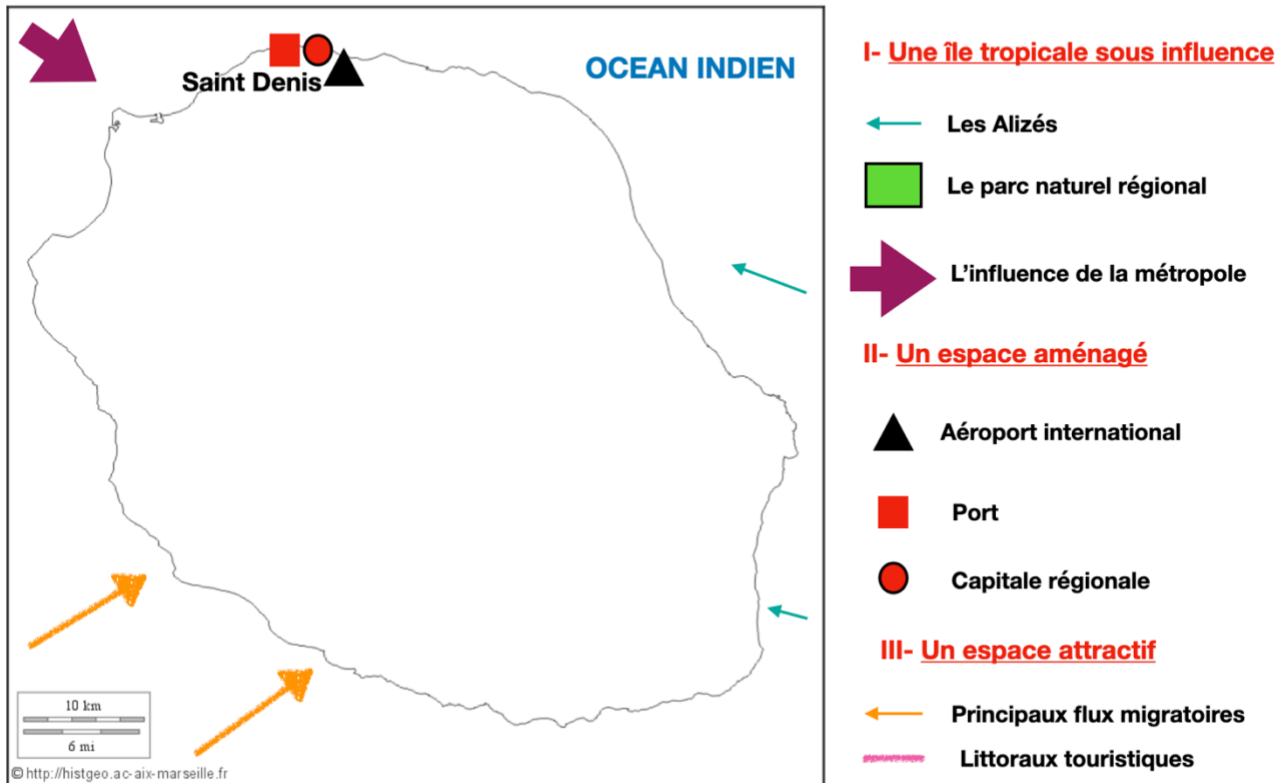 OCEAN INDIEN
Saint Denis
10 km
6 mi
© http://histgeo.ac-aix-marseille.fr
I- Une île tropicale sous influence
Les Alizés
Le parc naturel régional
L’influence de la métropole
II- Un espace aménagé
Aéroport international
Port
Capitale régionale
III- Un espace attractif
Principaux flux migratoires
Littoraux touristiques